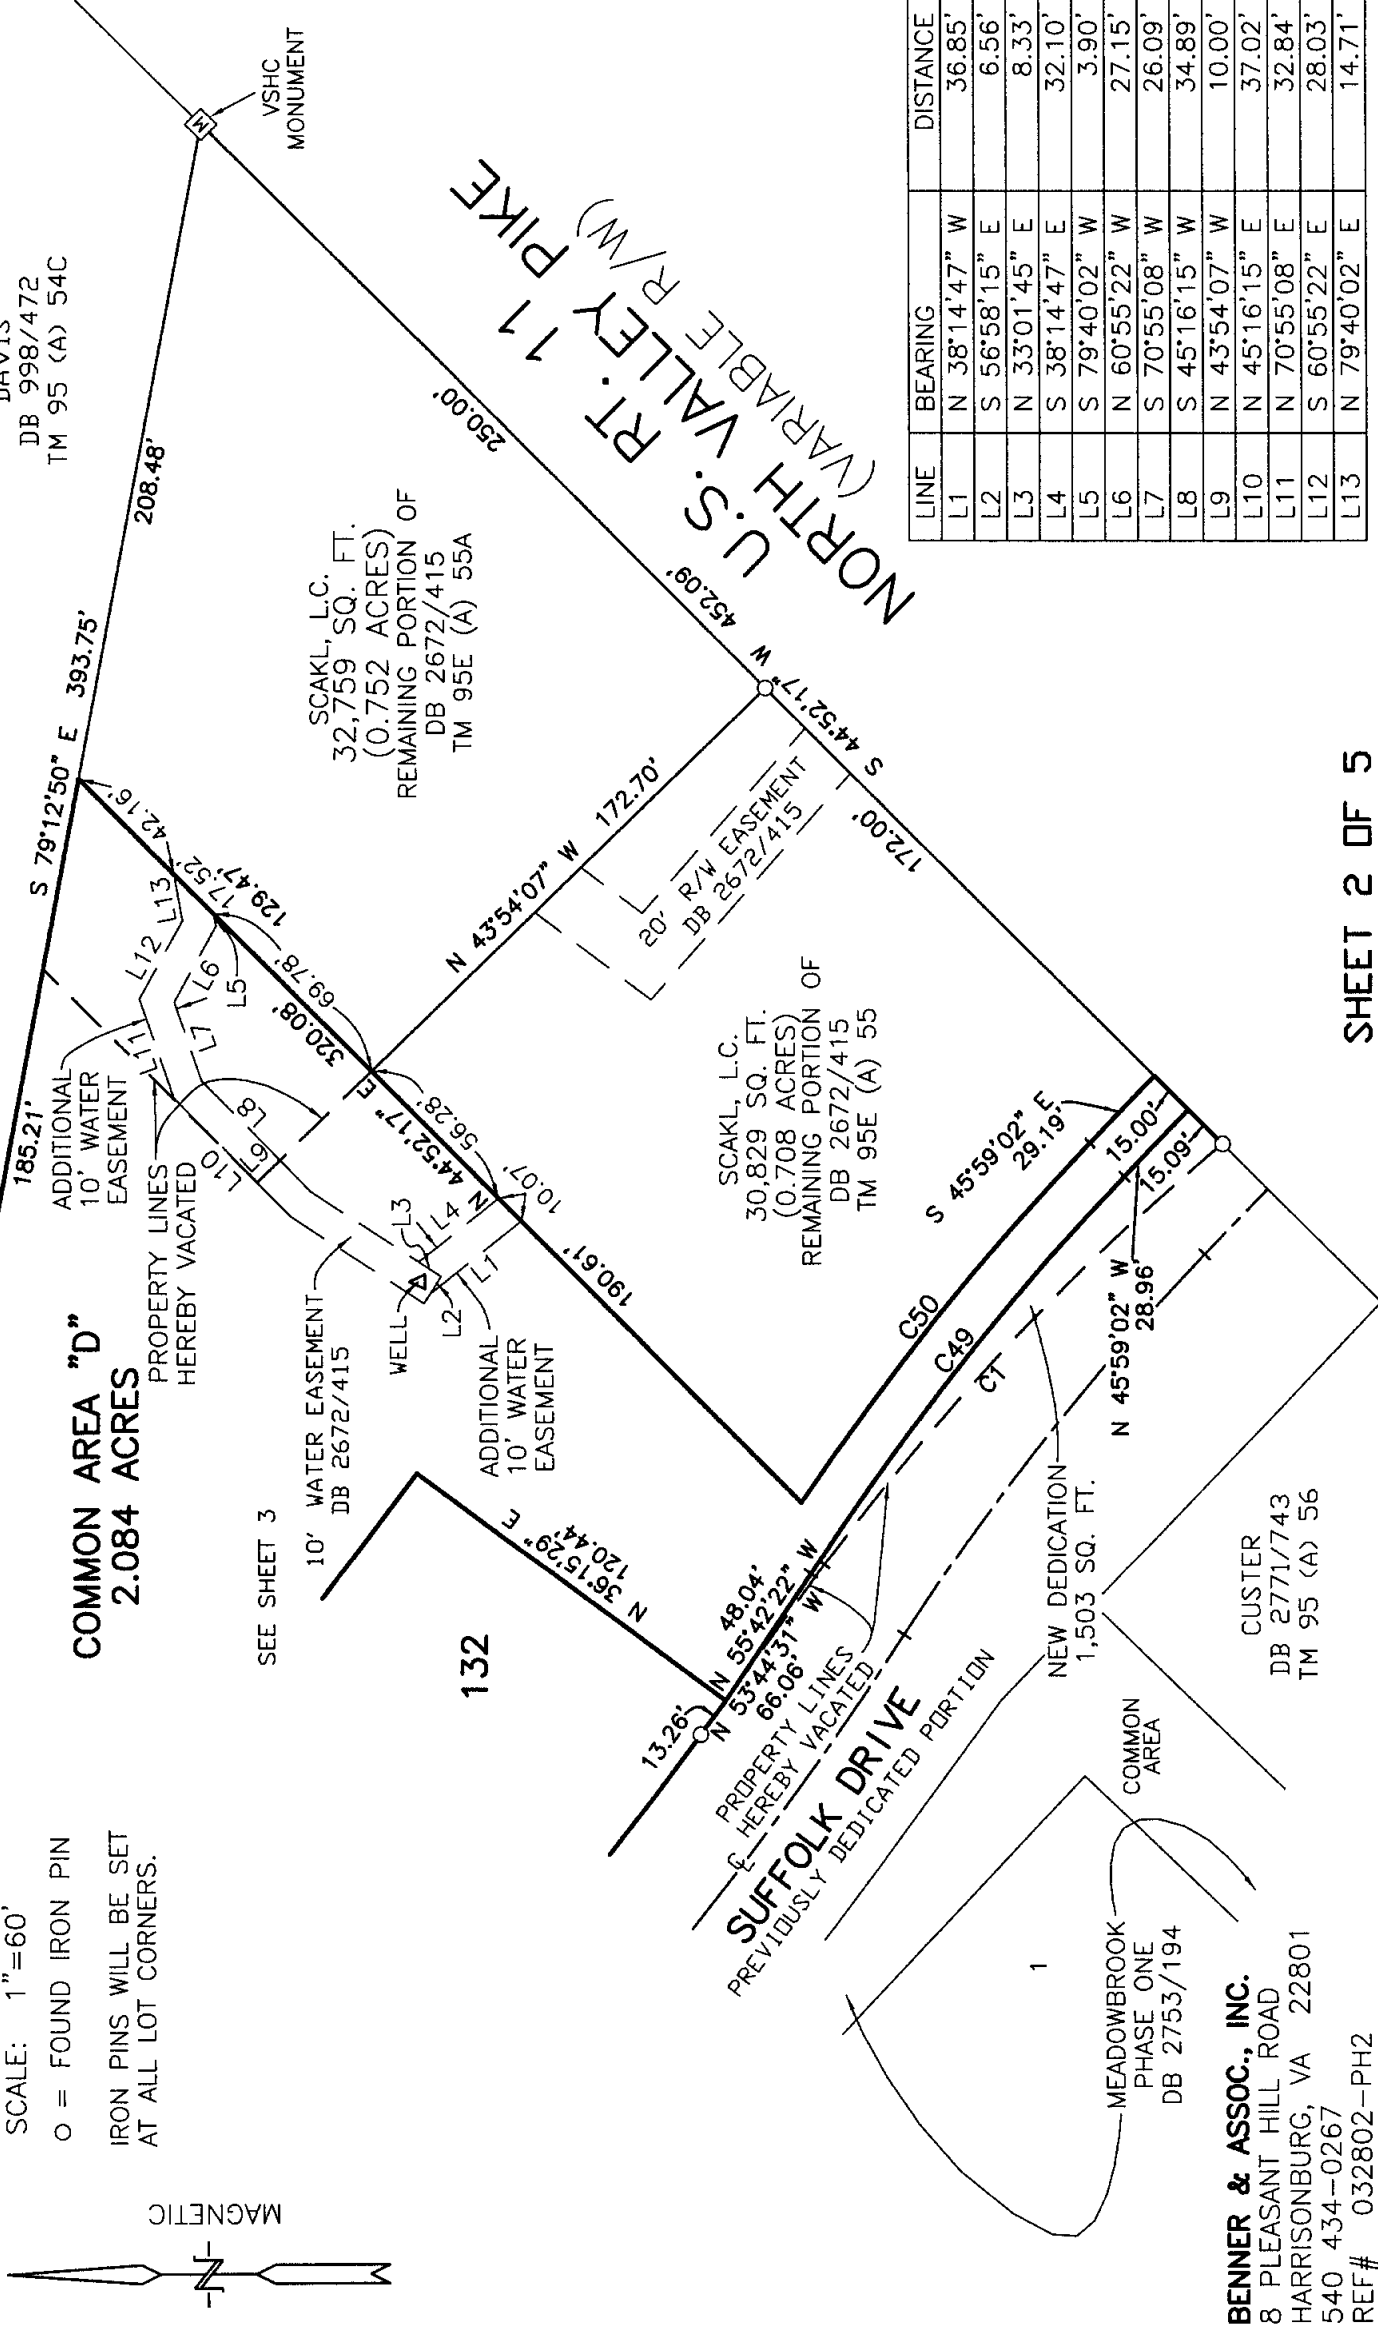 SCALE: 1"=60'
O = FOUND IRON PIN
IRON PINS WILL BE SET
AT ALL LOT CORNERS.
MAGNETIC
N
COMMON AREA "D"
2.084 ACRES
SEE SHEET 3
132
185.21'
S 79°12'50" E 393.75'
208.48'
DAVIS
DB 998/472
TM 95 (A) 54C
M
VSHC
MONUMENT
ADDITIONAL
10' WATER
EASEMENT
PROPERTY LINES
HEREBY VACATED
10' WATER EASEMENT
DB 2672/415
WELL
ADDITIONAL
10' WATER
EASEMENT
L1
L2
L3
L4
L5
L6
L7
L8
L9
L10
L11
L12
L13
42.16'
17.52'
129.47'
69.78'
320.08'
N 44°52'17" E
56.28'
10.07'
190.61'
SCAKL, L.C.
32,759 SQ. FT.
(0.752 ACRES)
REMAINING PORTION OF
DB 2672/415
TM 95E (A) 55A
250.00'
U.S. RT. 11
NORTH VALLEY PIKE
(VARIABLE R/W)
S 44°52'17" W 452.09'
172.00'
N 43°54'07" W 172.70'
20' R/W EASEMENT
DB 2672/415
SCAKL, L.C.
30,829 SQ. FT.
(0.708 ACRES)
REMAINING PORTION OF
DB 2672/415
TM 95E (A) 55
N 36°15'29" E
120.44'
13.26'
48.04'
N 55°42'22" W
N 53°44'31" W
66.06'
C50
C49
C1
S 45°59'02" E
29.19'
15.00'
15.09'
N 45°59'02" W
28.96'
PROPERTY LINES
HEREBY VACATED
SUFFOLK DRIVE
PREVIOUSLY DEDICATED PORTION
NEW DEDICATION
1,503 SQ. FT.
CUSTER
DB 2771/743
TM 95 (A) 56
COMMON
AREA
1
MEADOWBROOK
PHASE ONE
DB 2753/194
BENNER & ASSOC., INC.
8 PLEASANT HILL ROAD
HARRISONBURG, VA 22801
540 434-0267
REF# 032802-PH2
SHEET 2 OF 5
LINE BEARING DISTANCE
L1 N 38°14'47" W 36.85'
L2 S 56°58'15" E 6.56'
L3 N 33°01'45" E 8.33'
L4 S 38°14'47" E 32.10'
L5 S 79°40'02" W 3.90'
L6 N 60°55'22" W 27.15'
L7 S 70°55'08" W 26.09'
L8 S 45°16'15" W 34.89'
L9 N 43°54'07" W 10.00'
L10 N 45°16'15" E 37.02'
L11 N 70°55'08" E 32.84'
L12 S 60°55'22" E 28.03'
L13 N 79°40'02" E 14.71'